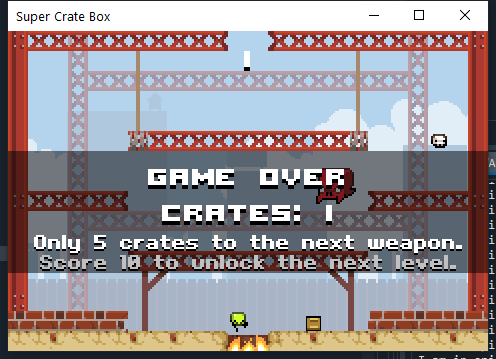 Super Crate Box
1
GAME OVER
CRATES: 1
Only 5 crates to the next weapon.
Score 10 to unlock the next level.